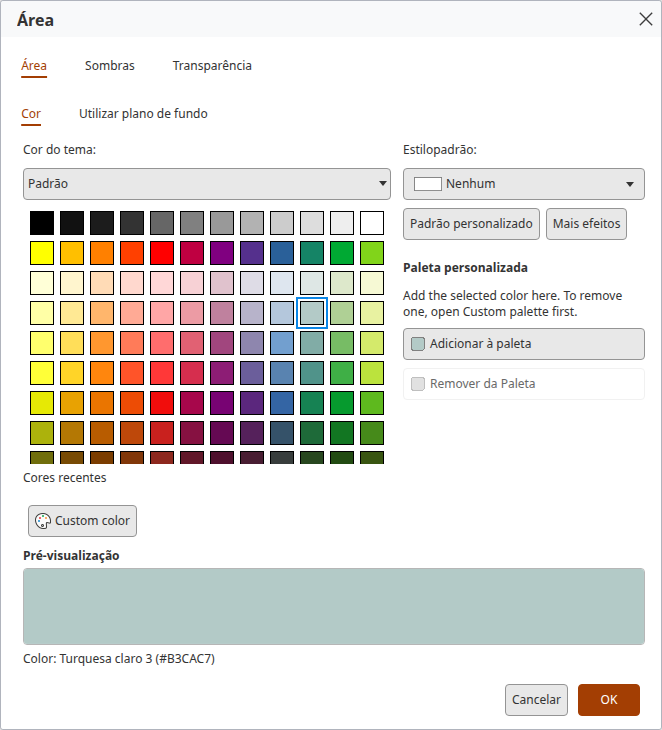 Área
Área Sombras Transparência
Cor Utilizar plano de fundo
Cor do tema:
Estilopadrão:
Padrão
Nenhum
Padrão personalizado Mais efeitos
Paleta personalizada
Add the selected color here. To remove
one, open Custom palette first.
Adicionar à paleta
Remover da Paleta
Cores recentes
Custom color
Pré-visualização
Color: Turquesa claro 3 (#B3CAC7)
Cancelar OK